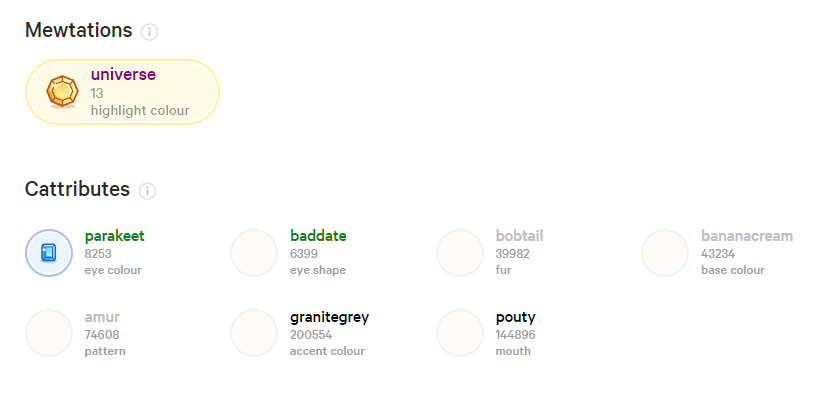 Mewtations
universe
13
highlight colour
Cattributes
parakeet
8253
eye colour
baddate
6399
eye shape
bobtail
39982
fur
bananacream
43234
base colour
amur
74608
pattern
granitegrey
200554
accent colour
pouty
144896
mouth